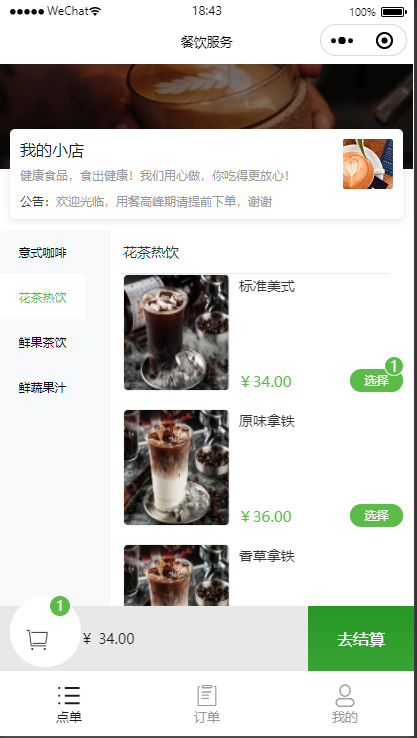 WeChat 18:43 100%
餐饮服务
我的小店
健康食品，食出健康！我们用心做，你吃得更放心！
公告：欢迎光临，用餐高峰期请提前下单，谢谢
意式咖啡
花茶热饮
鲜果茶饮
鲜蔬果汁
花茶热饮
标准美式
1
￥34.00 选择
原味拿铁
￥36.00 选择
香草拿铁
1
￥ 34.00 去结算
点单 订单 我的